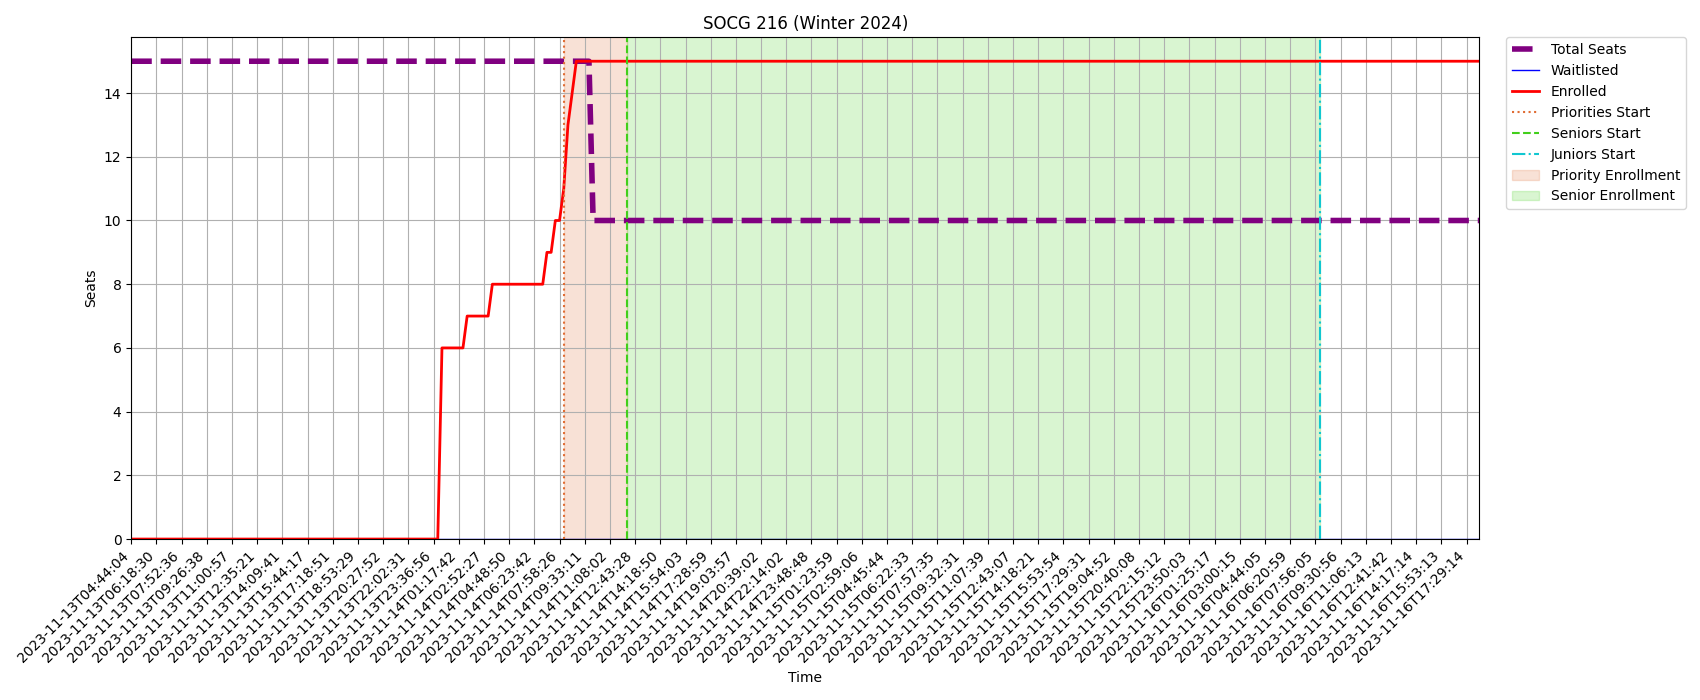 SOCG 216 (Winter 2024)
Total Seats
Waitlisted
Enrolled
Priorities Start
Seniors Start
Juniors Start
Priority Enrollment
Senior Enrollment
Seats
14
12
10
8
6
4
2
0
2023-11-13T04:44:04
2023-11-13T06:18:30
2023-11-13T07:52:36
2023-11-13T09:26:38
2023-11-13T11:00:57
2023-11-13T12:35:21
2023-11-13T14:09:41
2023-11-13T15:44:17
2023-11-13T17:18:51
2023-11-13T18:53:29
2023-11-13T20:27:52
2023-11-13T22:02:31
2023-11-13T23:36:56
2023-11-14T01:17:42
2023-11-14T02:52:27
2023-11-14T04:48:50
2023-11-14T06:23:42
2023-11-14T07:58:26
2023-11-14T09:33:11
2023-11-14T11:08:02
2023-11-14T12:43:28
2023-11-14T14:18:50
2023-11-14T15:54:03
2023-11-14T17:28:59
2023-11-14T19:03:57
2023-11-14T20:39:02
2023-11-14T22:14:02
2023-11-14T23:48:48
2023-11-15T01:23:59
2023-11-15T02:59:06
2023-11-15T04:45:44
2023-11-15T06:22:33
2023-11-15T07:57:35
2023-11-15T09:32:31
2023-11-15T11:07:39
2023-11-15T12:43:07
2023-11-15T14:18:21
2023-11-15T15:53:54
2023-11-15T17:29:31
2023-11-15T19:04:52
2023-11-15T20:40:08
2023-11-15T22:15:12
2023-11-15T23:50:03
2023-11-16T01:25:17
2023-11-16T03:00:15
2023-11-16T04:44:05
2023-11-16T06:20:59
2023-11-16T07:56:05
2023-11-16T09:30:56
2023-11-16T11:06:13
2023-11-16T12:41:42
2023-11-16T14:17:14
2023-11-16T15:53:13
2023-11-16T17:29:14
Time